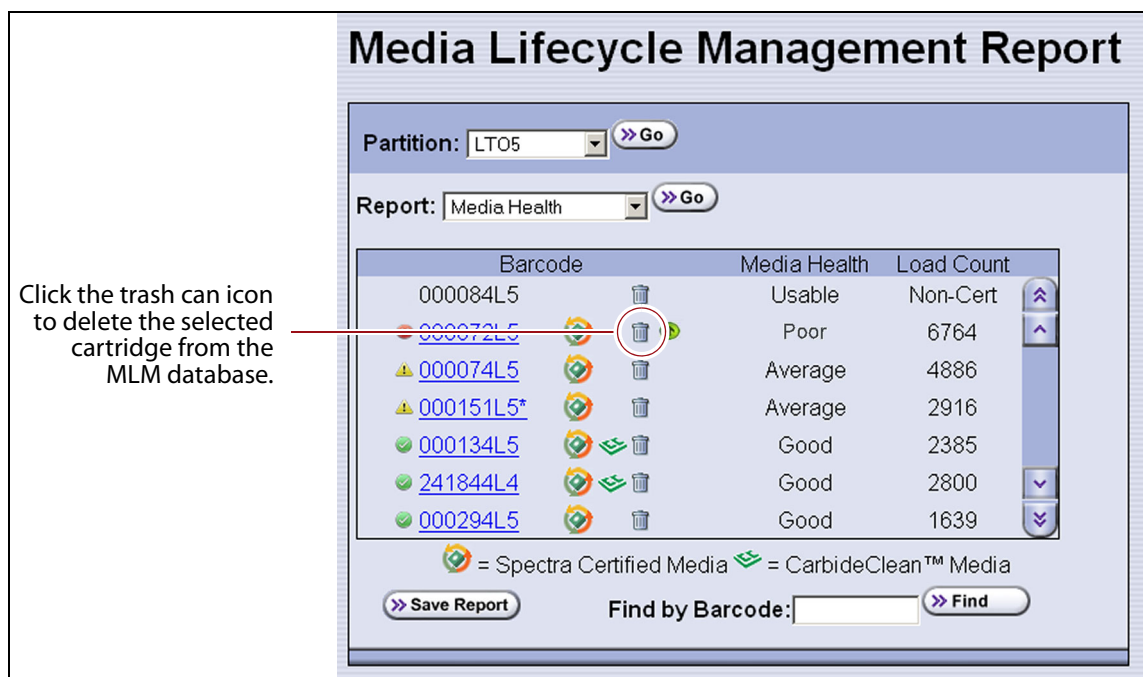 Media Lifecycle Management Report
Partition: LTO5 Go
Report: Media Health Go
Barcode Media Health Load Count
000084L5 Usable Non-Cert
000072L5 Poor 6764
000074L5 Average 4886
000151L5* Average 2916
000134L5 Good 2385
241844L4 Good 2800
000294L5 Good 1639
= Spectra Certified Media = CarbideClean™ Media
Save Report Find by Barcode: Find
Click the trash can icon
to delete the selected
cartridge from the
MLM database.